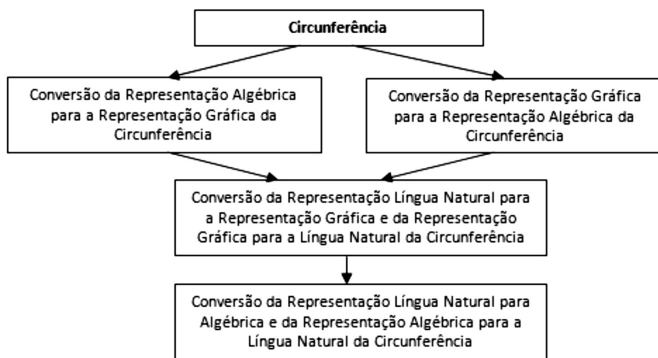 Circunferência
Conversão da Representação Algébrica
para a Representação Gráfica da
Circunferência
Conversão da Representação Gráfica
para a Representação Algébrica da
Circunferência
Conversão da Representação Língua Natural para
a Representação Gráfica e da Representação
Gráfica para a Língua Natural da Circunferência
Conversão da Representação Língua Natural para
Algébrica e da Representação Algébrica para a
Língua Natural da Circunferência